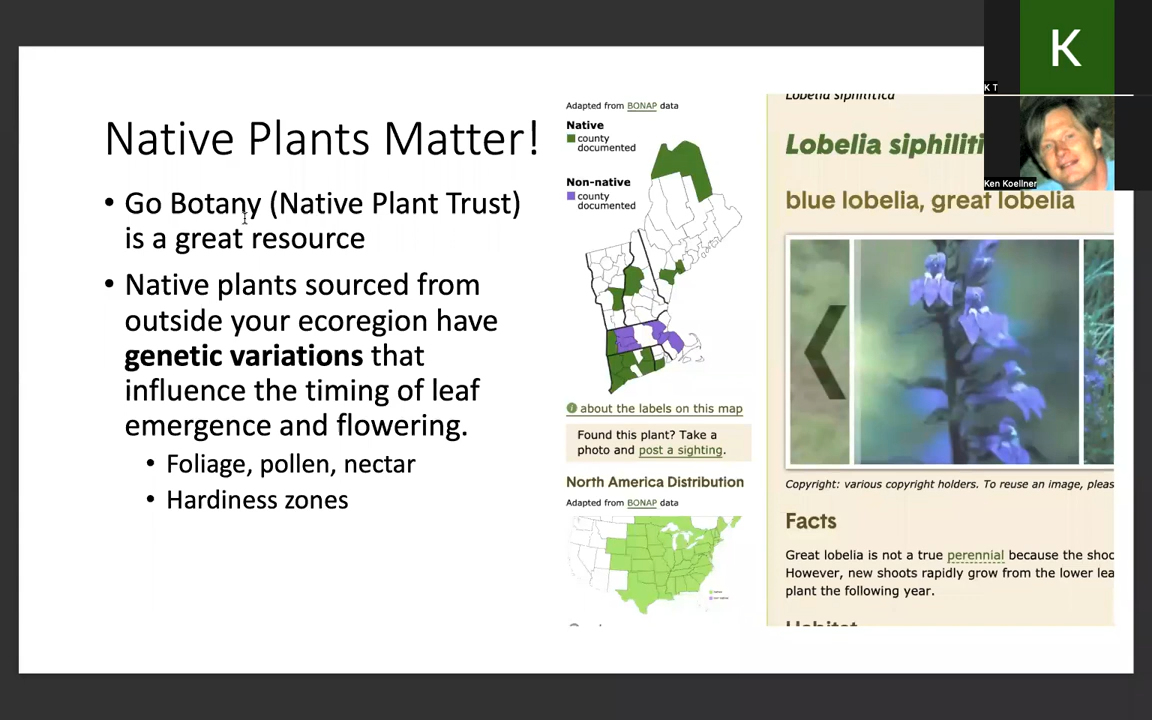 Native Plants Matter!
• Go Botany (Native Plant Trust)
is a great resource
• Native plants sourced from
outside your ecoregion have
genetic variations that
influence the timing of leaf
emergence and flowering.
• Foliage, pollen, nectar
• Hardiness zones
Adapted from BONAP data
Native
county
documented
Non-native
county
documented
about the labels on this map
Found this plant? Take a
photo and post a sighting.
North America Distribution
Adapted from BONAP data
Lobelia siphilitica
Lobelia siphiliti
blue lobelia, great lobelia
Copyright: various copyright holders. To reuse an image, pleas
Facts
Great lobelia is not a true perennial because the shoo
However, new shoots rapidly grow from the lower lea
plant the following year.
Habitat
K
K T
Ken Koellner